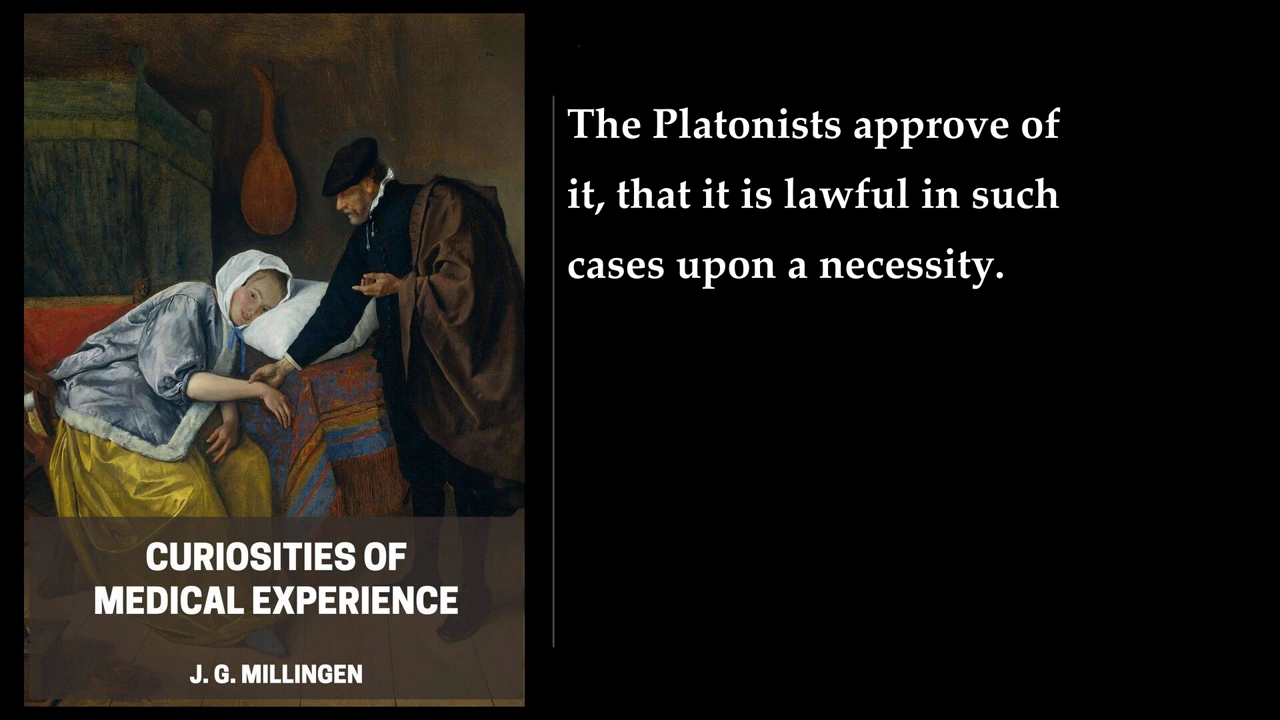 The Platonists approve of
it, that it is lawful in such
cases upon a necessity.
CURIOSITIES OF
MEDICAL EXPERIENCE
J. G. MILLINGEN